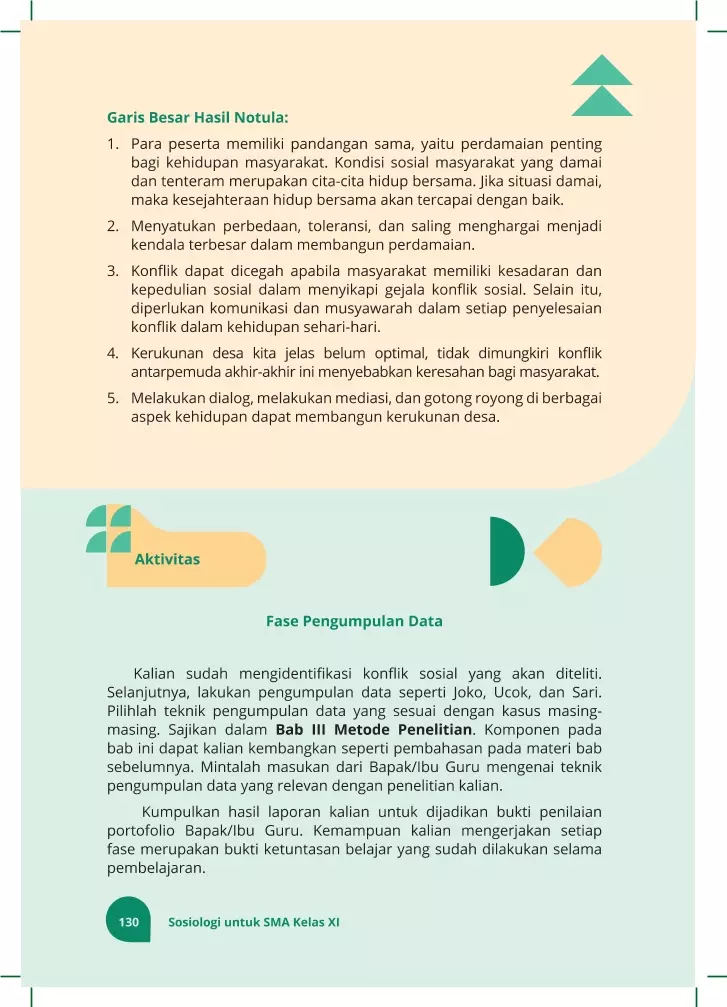 Garis Besar Hasil Notula:
1. Para peserta memiliki pandangan sama, yaitu perdamaian penting
bagi kehidupan masyarakat. Kondisi sosial masyarakat yang damai
dan tenteram merupakan cita-cita hidup bersama. Jika situasi damai,
maka kesejahteraan hidup bersama akan tercapai dengan baik.
2. Menyatukan perbedaan, toleransi, dan saling menghargai menjadi
kendala terbesar dalam membangun perdamaian.
3. Konflik dapat dicegah apabila masyarakat memiliki kesadaran dan
kepedulian sosial dalam menyikapi gejala konflik sosial. Selain itu,
diperlukan komunikasi dan musyawarah dalam setiap penyelesaian
konflik dalam kehidupan sehari-hari.
4. Kerukunan desa kita jelas belum optimal, tidak dimungkiri konflik
antarpemuda akhir-akhir ini menyebabkan keresahan bagi masyarakat.
5. Melakukan dialog, melakukan mediasi, dan gotong royong di berbagai
aspek kehidupan dapat membangun kerukunan desa.
Aktivitas
Fase Pengumpulan Data
Kalian sudah mengidentifikasi konflik sosial yang akan diteliti.
Selanjutnya, lakukan pengumpulan data seperti Joko, Ucok, dan Sari.
Pilihlah teknik pengumpulan data yang sesuai dengan kasus masing-
masing. Sajikan dalam Bab III Metode Penelitian. Komponen pada
bab ini dapat kalian kembangkan seperti pembahasan pada materi bab
sebelumnya. Mintalah masukan dari Bapak/Ibu Guru mengenai teknik
pengumpulan data yang relevan dengan penelitian kalian.
Kumpulkan hasil laporan kalian untuk dijadikan bukti penilaian
portofolio Bapak/Ibu Guru. Kemampuan kalian mengerjakan setiap
fase merupakan bukti ketuntasan belajar yang sudah dilakukan selama
pembelajaran.
130 Sosiologi untuk SMA Kelas XI